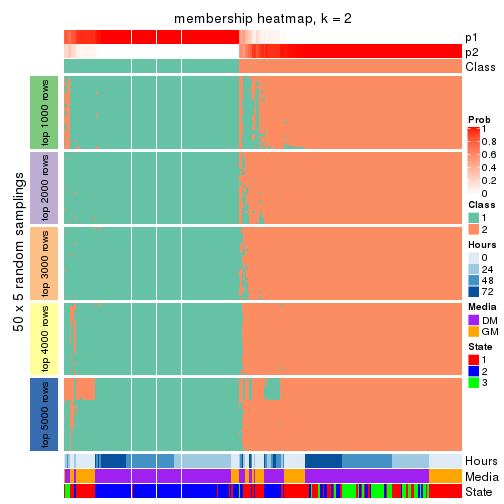 membership heatmap, k = 2
p1
p2
Class
50 x 5 random samplings
top 1000 rows
top 2000 rows
top 3000 rows
top 4000 rows
top 5000 rows
Hours
Media
State
Prob
1
0.8
0.6
0.4
0.2
0
Class
1
2
Hours
0
24
48
72
Media
DM
GM
State
1
2
3